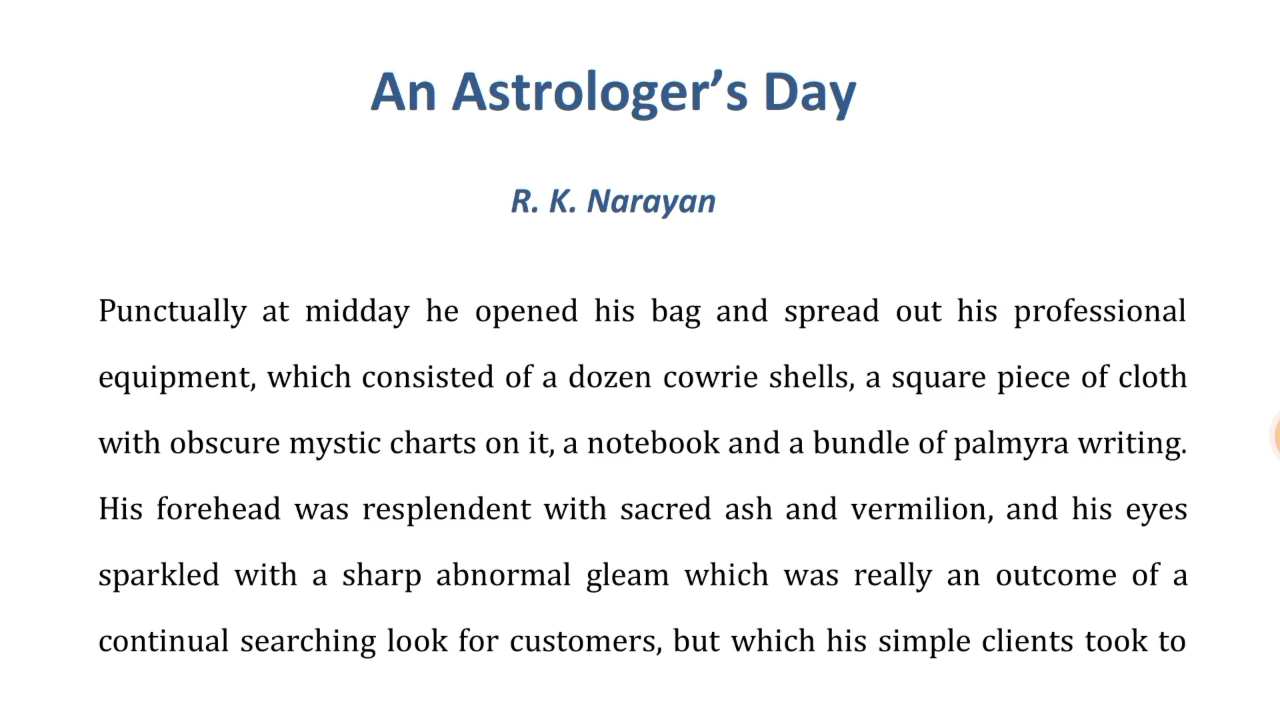 An Astrologer’s Day
R. K. Narayan
Punctually at midday he opened his bag and spread out his professional
equipment, which consisted of a dozen cowrie shells, a square piece of cloth
with obscure mystic charts on it, a notebook and a bundle of palmyra writing.
His forehead was resplendent with sacred ash and vermilion, and his eyes
sparkled with a sharp abnormal gleam which was really an outcome of a
continual searching look for customers, but which his simple clients took to